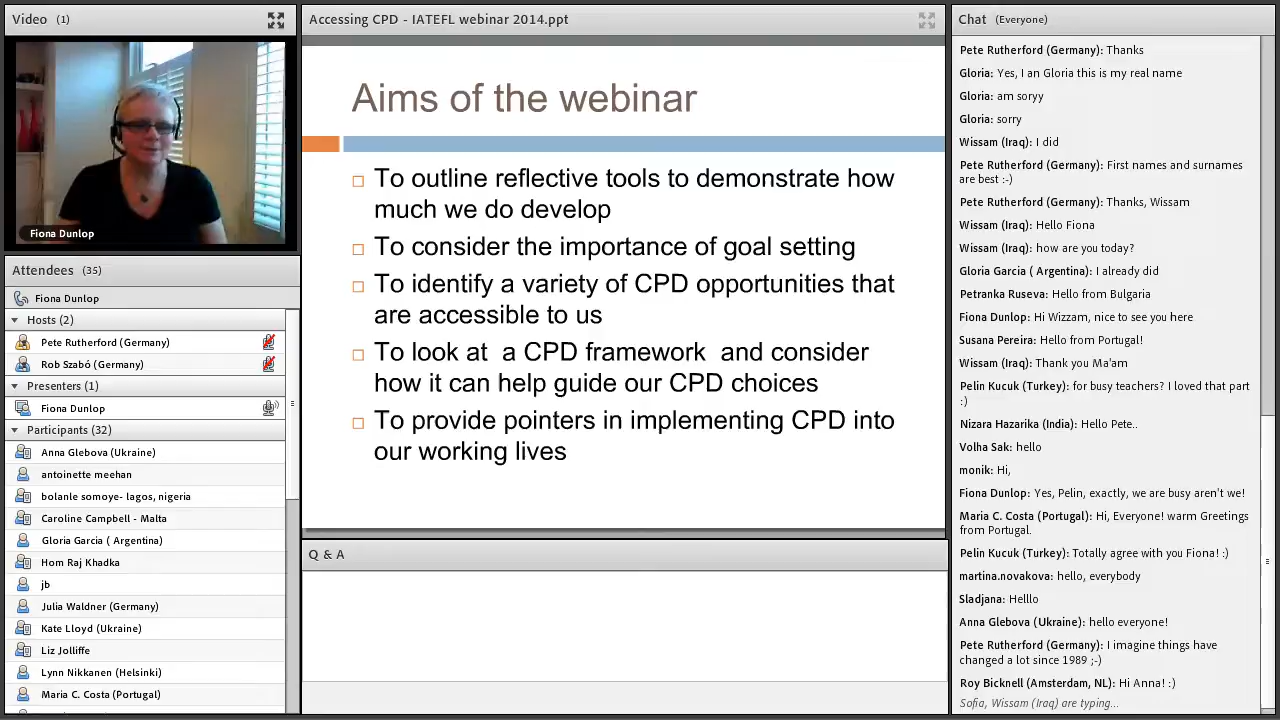 Video (1)
Fiona Dunlop
Attendees (35)
Fiona Dunlop
Hosts (2)
Pete Rutherford (Germany)
Rob Szabó (Germany)
Presenters (1)
Fiona Dunlop
Participants (32)
Anna Glebova (Ukraine)
antoinette meehan
bolanle somoye- lagos, nigeria
Caroline Campbell - Malta
Gloria Garcia ( Argentina)
Hom Raj Khadka
jb
Julia Waldner (Germany)
Kate Lloyd (Ukraine)
Liz Jolliffe
Lynn Nikkanen (Helsinki)
Maria C. Costa (Portugal)
Accessing CPD - IATEFL webinar 2014.ppt
Aims of the webinar
To outline reflective tools to demonstrate how
much we do develop
To consider the importance of goal setting
To identify a variety of CPD opportunities that
are accessible to us
To look at  a CPD framework  and consider
how it can help guide our CPD choices
To provide pointers in implementing CPD into
our working lives
Q & A
Chat (Everyone)
Pete Rutherford (Germany): Thanks
Gloria: Yes, I an Gloria this is my real name
Gloria: am soryy
Gloria: sorry
Wissam (Iraq): I did
Pete Rutherford (Germany): First names and surnames
are best :-)
Pete Rutherford (Germany): Thanks, Wissam
Wissam (Iraq): Hello Fiona
Wissam (Iraq): how are you today?
Gloria Garcia ( Argentina): I already did
Petranka Ruseva: Hello from Bulgaria
Fiona Dunlop: Hi Wizzam, nice to see you here
Susana Pereira: Hello from Portugal!
Wissam (Iraq): Thank you Ma'am
Pelin Kucuk (Turkey): for busy teachers? I loved that part
:)
Nizara Hazarika (India): Hello Pete..
Volha Sak: hello
monik: Hi,
Fiona Dunlop: Yes, Pelin, exactly, we are busy aren't we!
Maria C. Costa (Portugal): Hi, Everyone! warm Greetings
from Portugal.
Pelin Kucuk (Turkey): Totally agree with you Fiona! :)
martina.novakova: hello, everybody
Sladjana: Helllo
Anna Glebova (Ukraine): hello everyone!
Pete Rutherford (Germany): I imagine things have
changed a lot since 1989 ;-)
Roy Bicknell (Amsterdam, NL): Hi Anna! :)
Sofia, Wissam (Iraq) are typing...